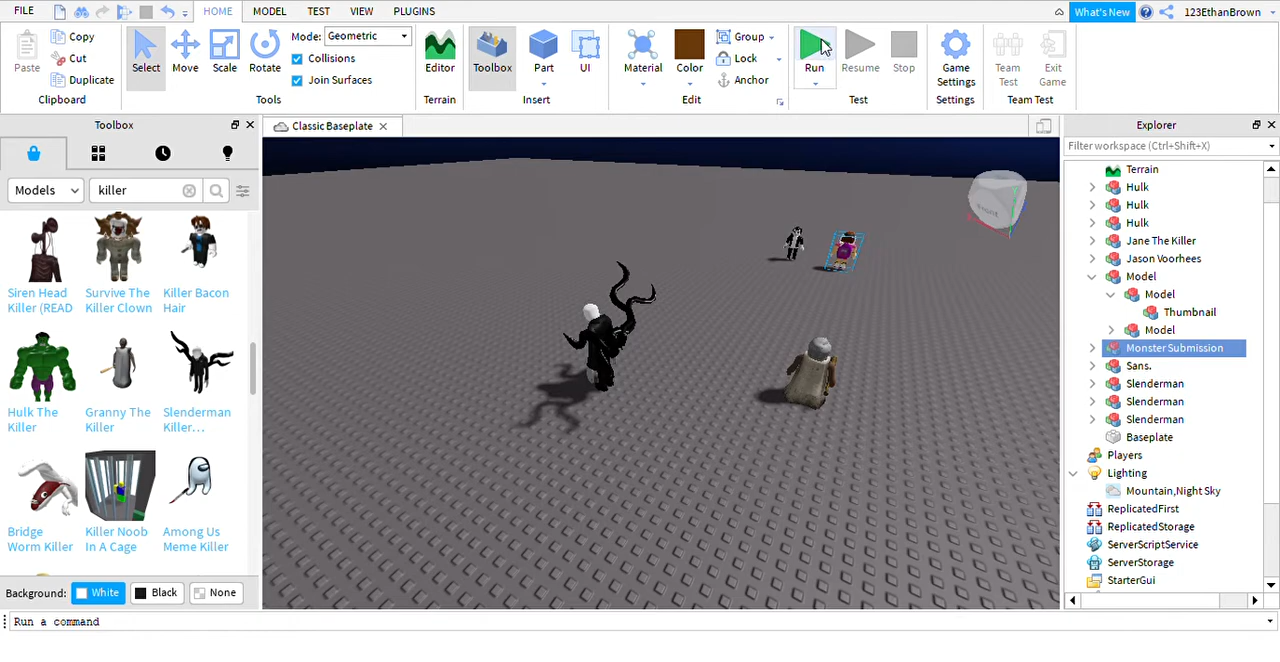 FILE
HOME
MODEL
TEST
VIEW
PLUGINS
What's New
123EthanBrown
Paste
Copy
Cut
Duplicate
Clipboard
Select
Move
Scale
Rotate
Mode: Geometric
Collisions
Join Surfaces
Tools
Editor
Terrain
Toolbox
Part
UI
Insert
Material
Color
Group
Lock
Anchor
Edit
Run
Resume
Stop
Test
Game
Settings
Settings
Team
Test
Exit
Game
Team Test
Toolbox
Models
killer
Siren Head
Killer (READ
Survive The
Killer Clown
Killer Bacon
Hair
Hulk The
Killer
Granny The
Killer
Slenderman
Killer...
Bridge
Worm Killer
Killer Noob
In A Cage
Among Us
Meme Killer
Background: White Black None
Classic Baseplate
Explorer
Filter workspace (Ctrl+Shift+X)
Terrain
Hulk
Hulk
Hulk
Jane The Killer
Jason Voorhees
Model
Model
Thumbnail
Model
Monster Submission
Sans.
Slenderman
Slenderman
Slenderman
Baseplate
Players
Lighting
Mountain,Night Sky
ReplicatedFirst
ReplicatedStorage
ServerScriptService
ServerStorage
StarterGui
Run a command